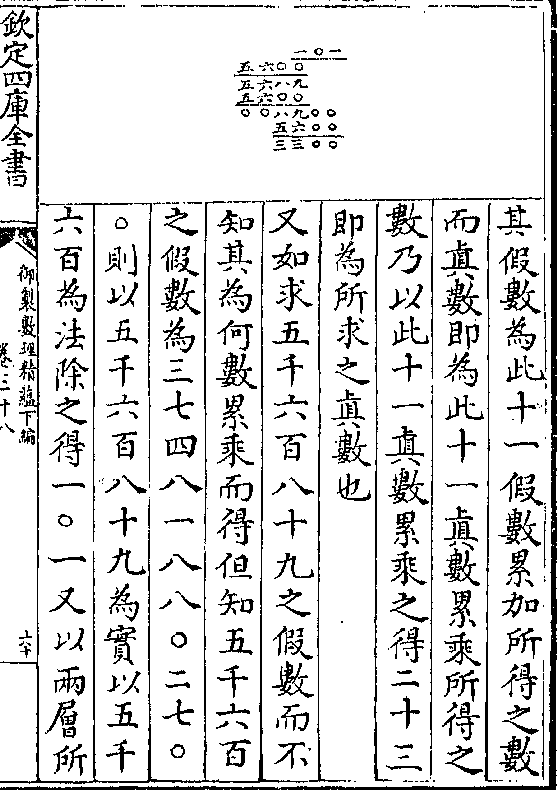 一〇一
五六〇〇
五六八九
五六〇〇
〇〇八九〇〇
五六〇〇
三三〇〇
其假數為此十一假數累加所得之數
而真數即為此十一真數累乘所得之
數乃以此十一真數累乘之得二十三
即為所求之真數也
又如求五千六百八十九之假數而不
知其為何數累乘而得但知五千六百
之假數為三七四八一八八〇二七〇
〇則以五千六百八十九為實以五千
六百為法除之得一〇一又以兩層所
欽定四庫全書
御製數理精蘊下編
卷三十八
六十